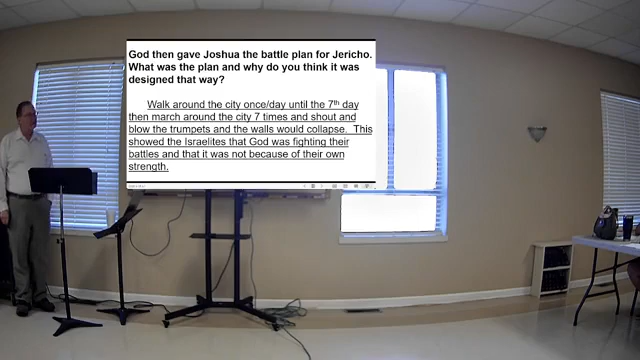 God then gave Joshua the battle plan for Jericho.
What was the plan and why do you think it was
designed that way?
Walk around the city once/day until the 7th day
then march around the city 7 times and shout and
blow the trumpets and the walls would collapse. This
showed the Israelites that God was fighting their
battles and that it was not because of their own
strength.